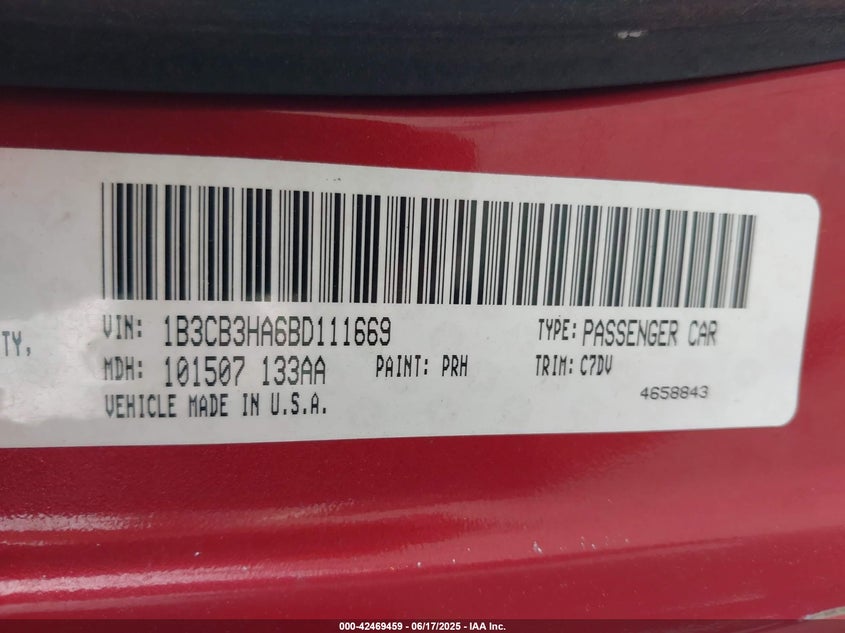 TY,
VIN: 1B3CB3HA6BD111669 TYPE: PASSENGER CAR
MDH: 101507 133AA PAINT: PRH TRIM: C7DV
VEHICLE MADE IN U.S.A. 4658843
000-42469459 - 06/17/2025 - IAA Inc.